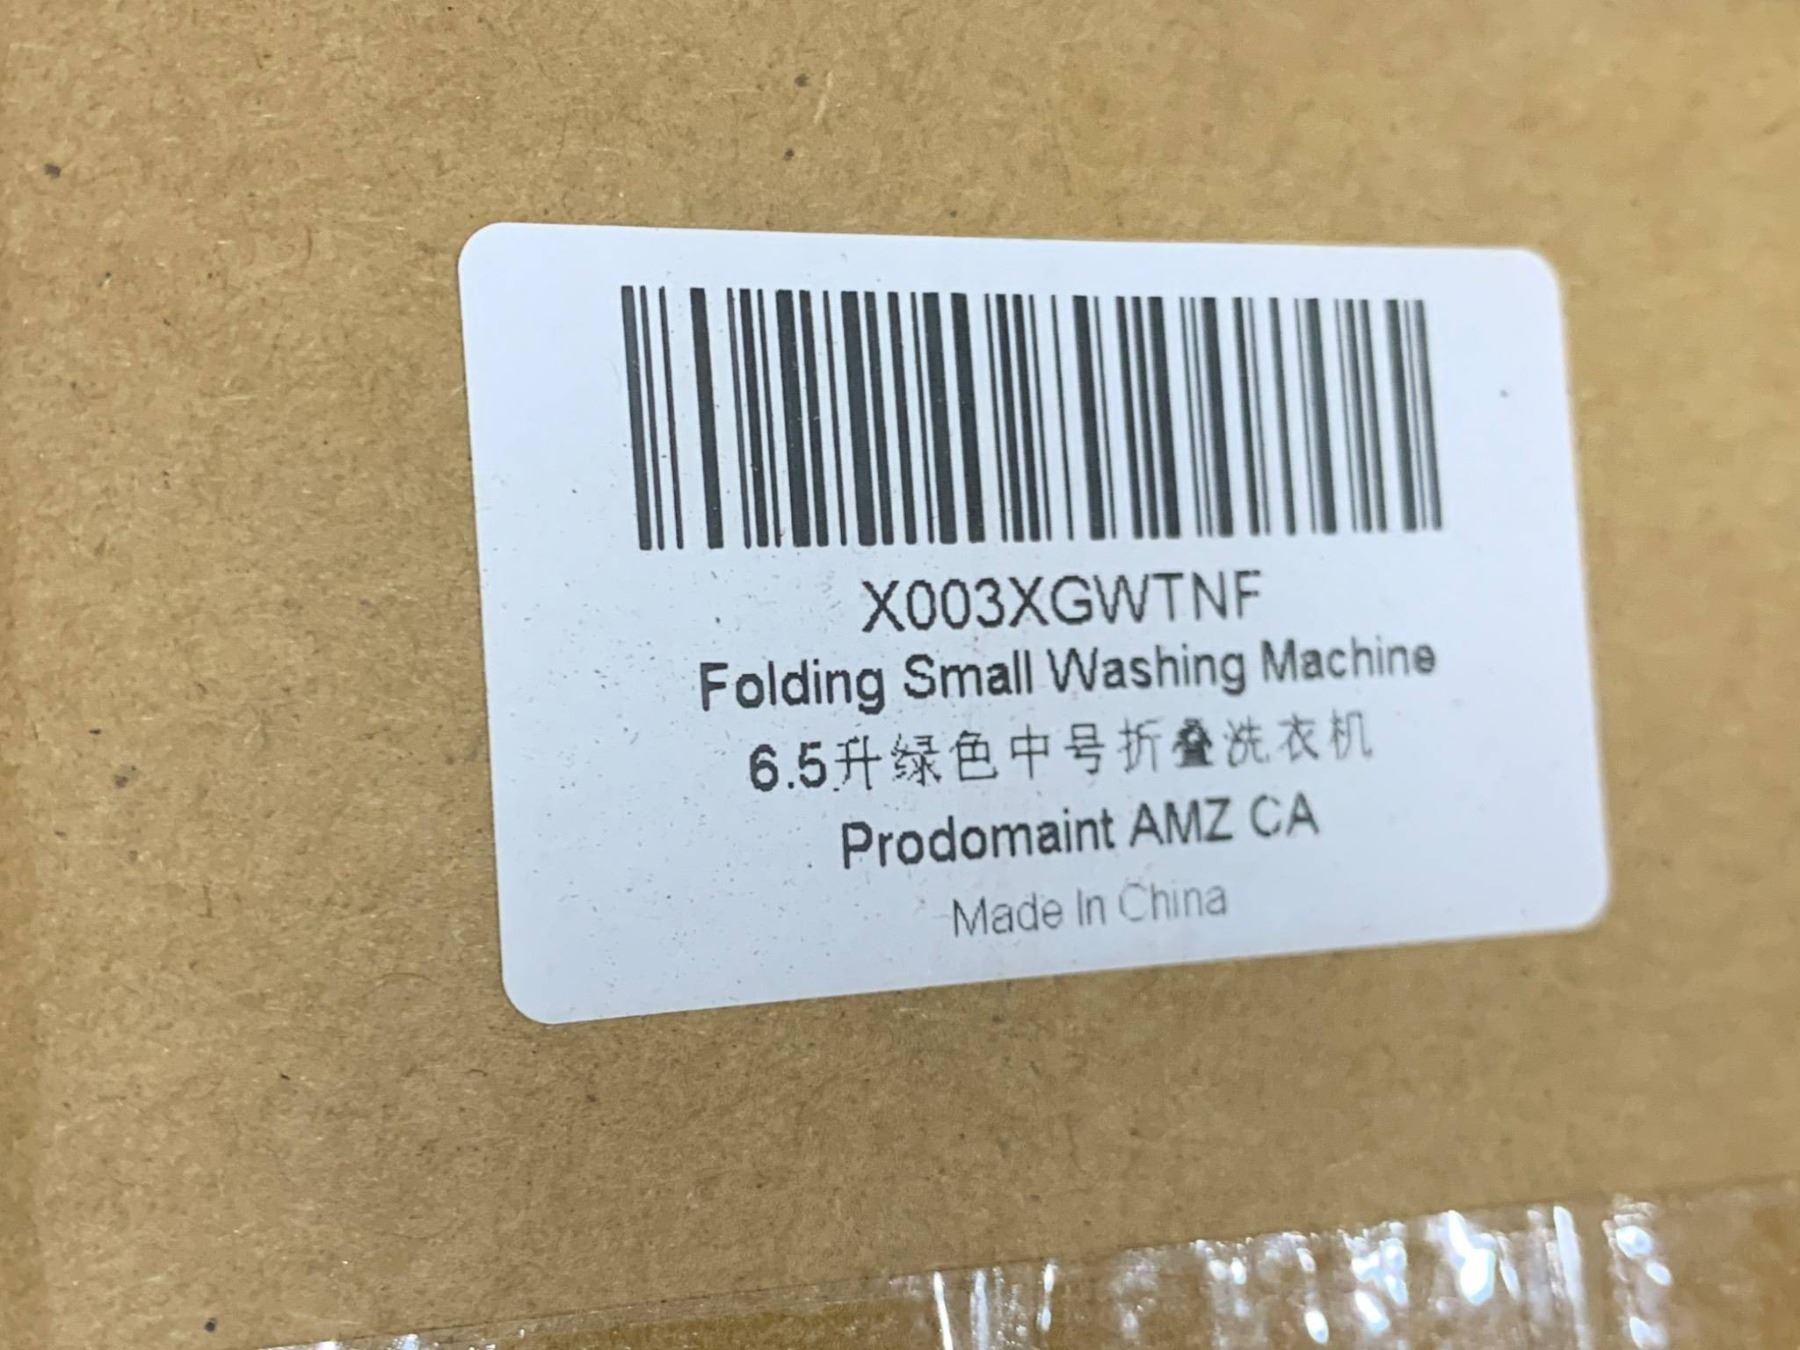 X003XGWTNF
Folding Small Washing Machine
6.5升绿色中号折叠洗衣机
Prodomaint AMZ CA
Made In China